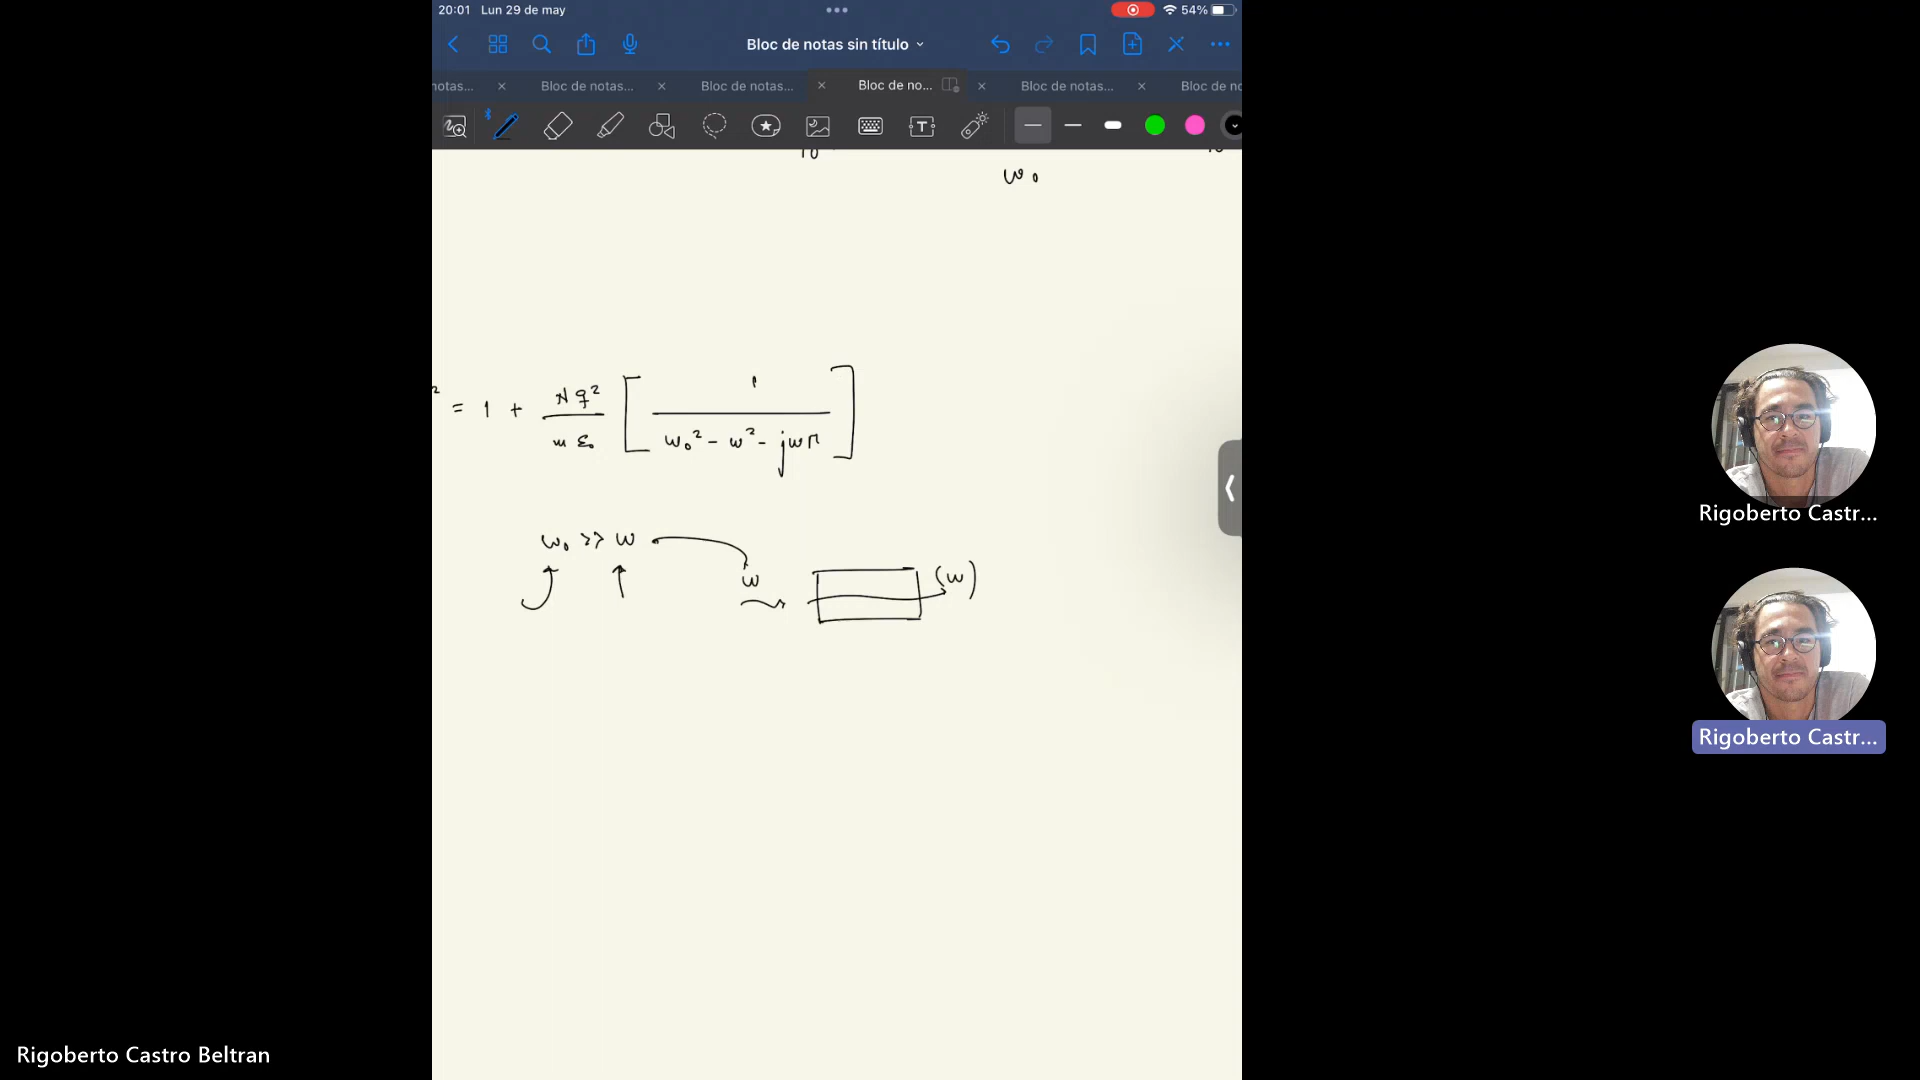 20:01 Lun 29 de may 54%
Bloc de notas sin título
notas... Bloc de notas... Bloc de notas... Bloc de no... Bloc de notas... Bloc de no
T
10
ω₀
² = 1 + Nq²/mε₀ [ 1/(ω₀² - ω² - jωΓ) ]
ω₀ >> ω
ω (ω)
Rigoberto Castr...
Rigoberto Castr...
Rigoberto Castro Beltran